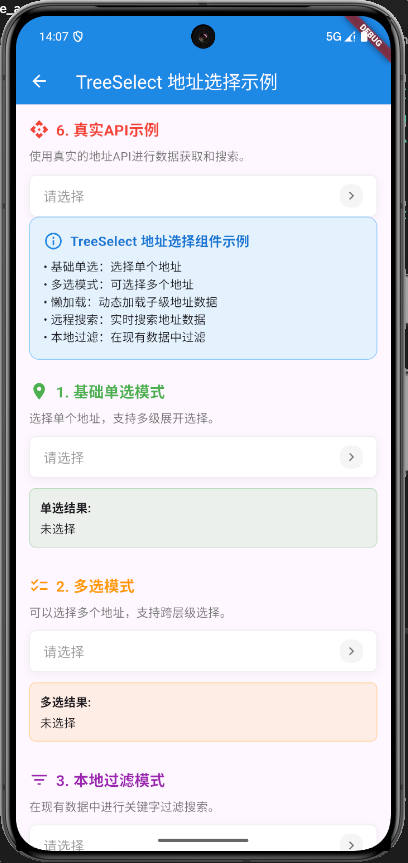 e_a
14:07
5G
DEBUG
TreeSelect 地址选择示例
6. 真实API示例
使用真实的地址API进行数据获取和搜索。
请选择
TreeSelect 地址选择组件示例
• 基础单选：选择单个地址
• 多选模式：可选择多个地址
• 懒加载：动态加载子级地址数据
• 远程搜索：实时搜索地址数据
• 本地过滤：在现有数据中过滤
1. 基础单选模式
选择单个地址，支持多级展开选择。
请选择
单选结果:
未选择
2. 多选模式
可以选择多个地址，支持跨层级选择。
请选择
多选结果:
未选择
3. 本地过滤模式
在现有数据中进行关键字过滤搜索。
请选择